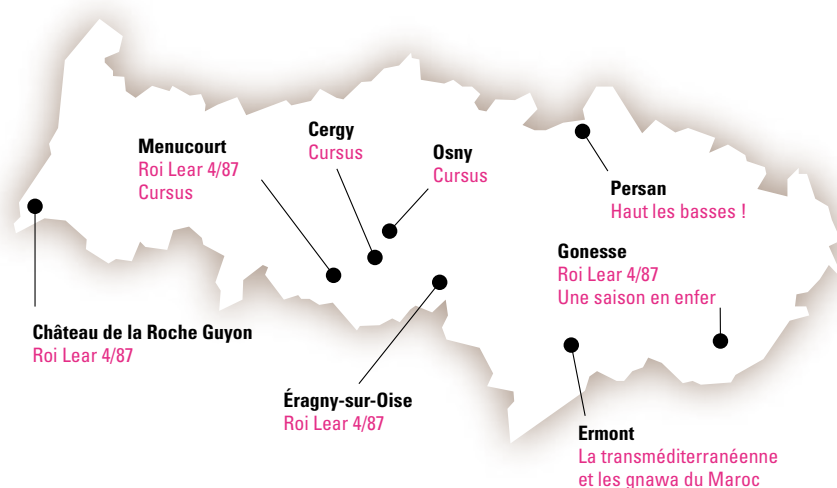 Menucourt
Roi Lear 4/87
Cursus
Cergy
Cursus
Osny
Cursus
Persan
Haut les basses !
Gonesse
Roi Lear 4/87
Une saison en enfer
Château de la Roche Guyon
Roi Lear 4/87
Éragny-sur-Oise
Roi Lear 4/87
Ermont
La transméditerranéenne
et les gnawa du Maroc